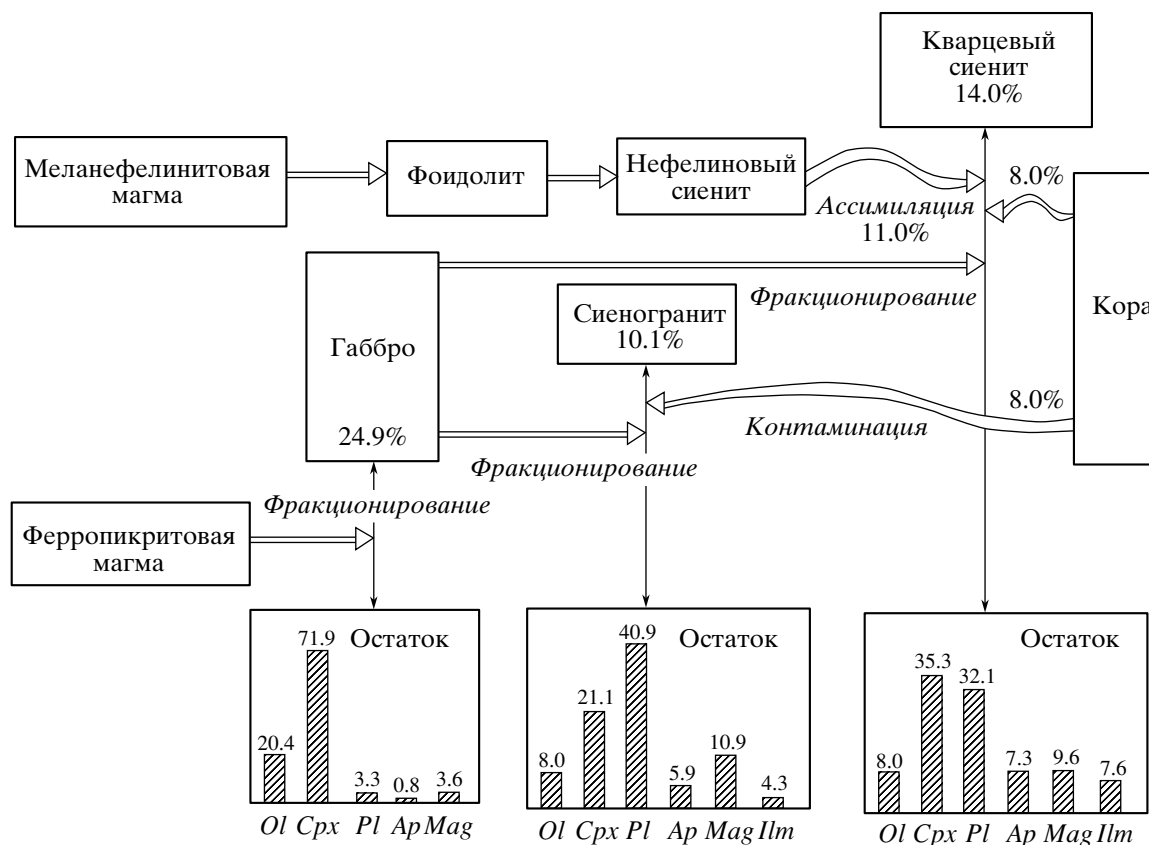 Кварцевый
сиенит
14.0%
Меланефелинитовая
магма
Фоидолит
Нефелиновый
сиенит
8.0%
Ассимиляция
11.0%
Кора
Габбро
24.9%
Фракционирование
Сиеногранит
10.1%
8.0%
Контаминация
Фракционирование
Фракционирование
Ферропикритовая
магма
Остаток
20.4 71.9 3.3 0.8 3.6
Ol Cpx Pl Ap Mag
Остаток
8.0 21.1 40.9 5.9 10.9 4.3
Ol Cpx Pl Ap Mag Ilm
Остаток
8.0 35.3 32.1 7.3 9.6 7.6
Ol Cpx Pl Ap Mag Ilm